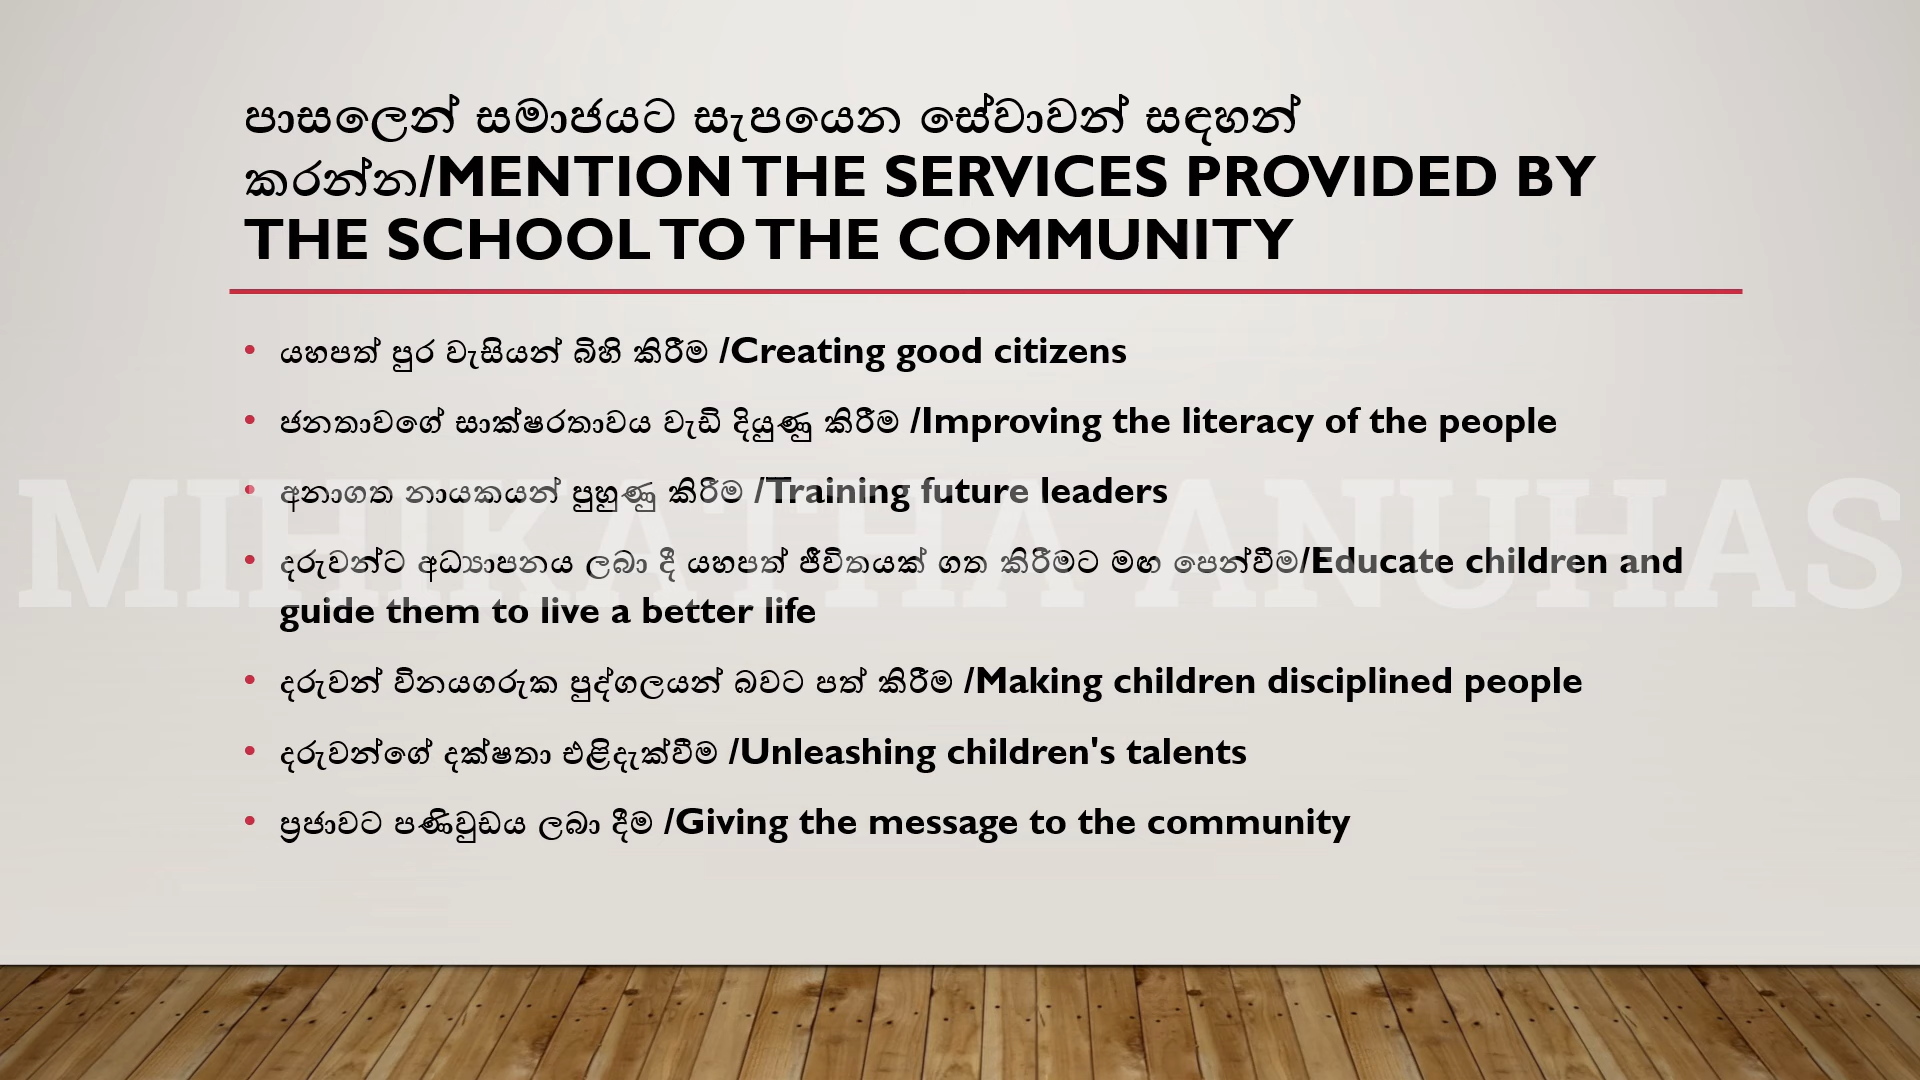 පාසලෙන් සමාජයට සැපයෙන සේවාවන් සඳහන්
කරන්න/MENTION THE SERVICES PROVIDED BY
THE SCHOOL TO THE COMMUNITY
• යහපත් පුර වැසියන් බිහි කිරීම /Creating good citizens
• ජනතාවගේ සාක්ෂරතාවය වැඩි දියුණු කිරීම /Improving the literacy of the people
• අනාගත නායකයන් පුහුණු කිරීම /Training future leaders
MIHIKATHA ANUHAS
• දරුවන්ට අධ්‍යාපනය ලබා දී යහපත් ජීවිතයක් ගත කිරීමට මඟ පෙන්වීම/Educate children and
guide them to live a better life
• දරුවන් විනයගරුක පුද්ගලයන් බවට පත් කිරීම /Making children disciplined people
• දරුවන්ගේ දක්ෂතා එළිදැක්වීම /Unleashing children's talents
• ප්‍රජාවට පණිවුඩය ලබා දීම /Giving the message to the community